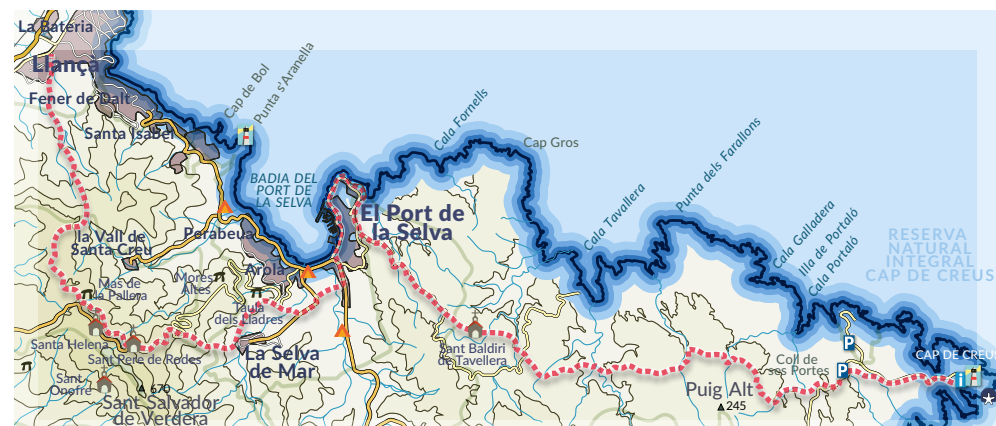 La Bateria
Llançà
Fener de Dalt
Santa Isabel
Cap de Bol
Punta s'Aranella
BADIA DEL
PORT DE
LA SELVA
Cala Fornells
Cap Gros
Punta dels Farallons
Cala Tavallera
Cala Galladera
Illa de Portaló
Cala Portaló
RESERVA
NATURAL
INTEGRAL
CAP DE CREUS
El Port de
la Selva
la Vall de
Santa Creu
Perabeua
Arola
Mores
Altes
Mas de
la Pallera
Taula
dels Lladres
Santa Helena
Sant Pere de Rodes
La Selva
de Mar
Sant Baldiri
de Tavellera
Sant
Onofre
670
Sant Salvador
de Verdera
Coll de
ses Portes
Puig Alt
245
P
P
CAP DE CREUS
i